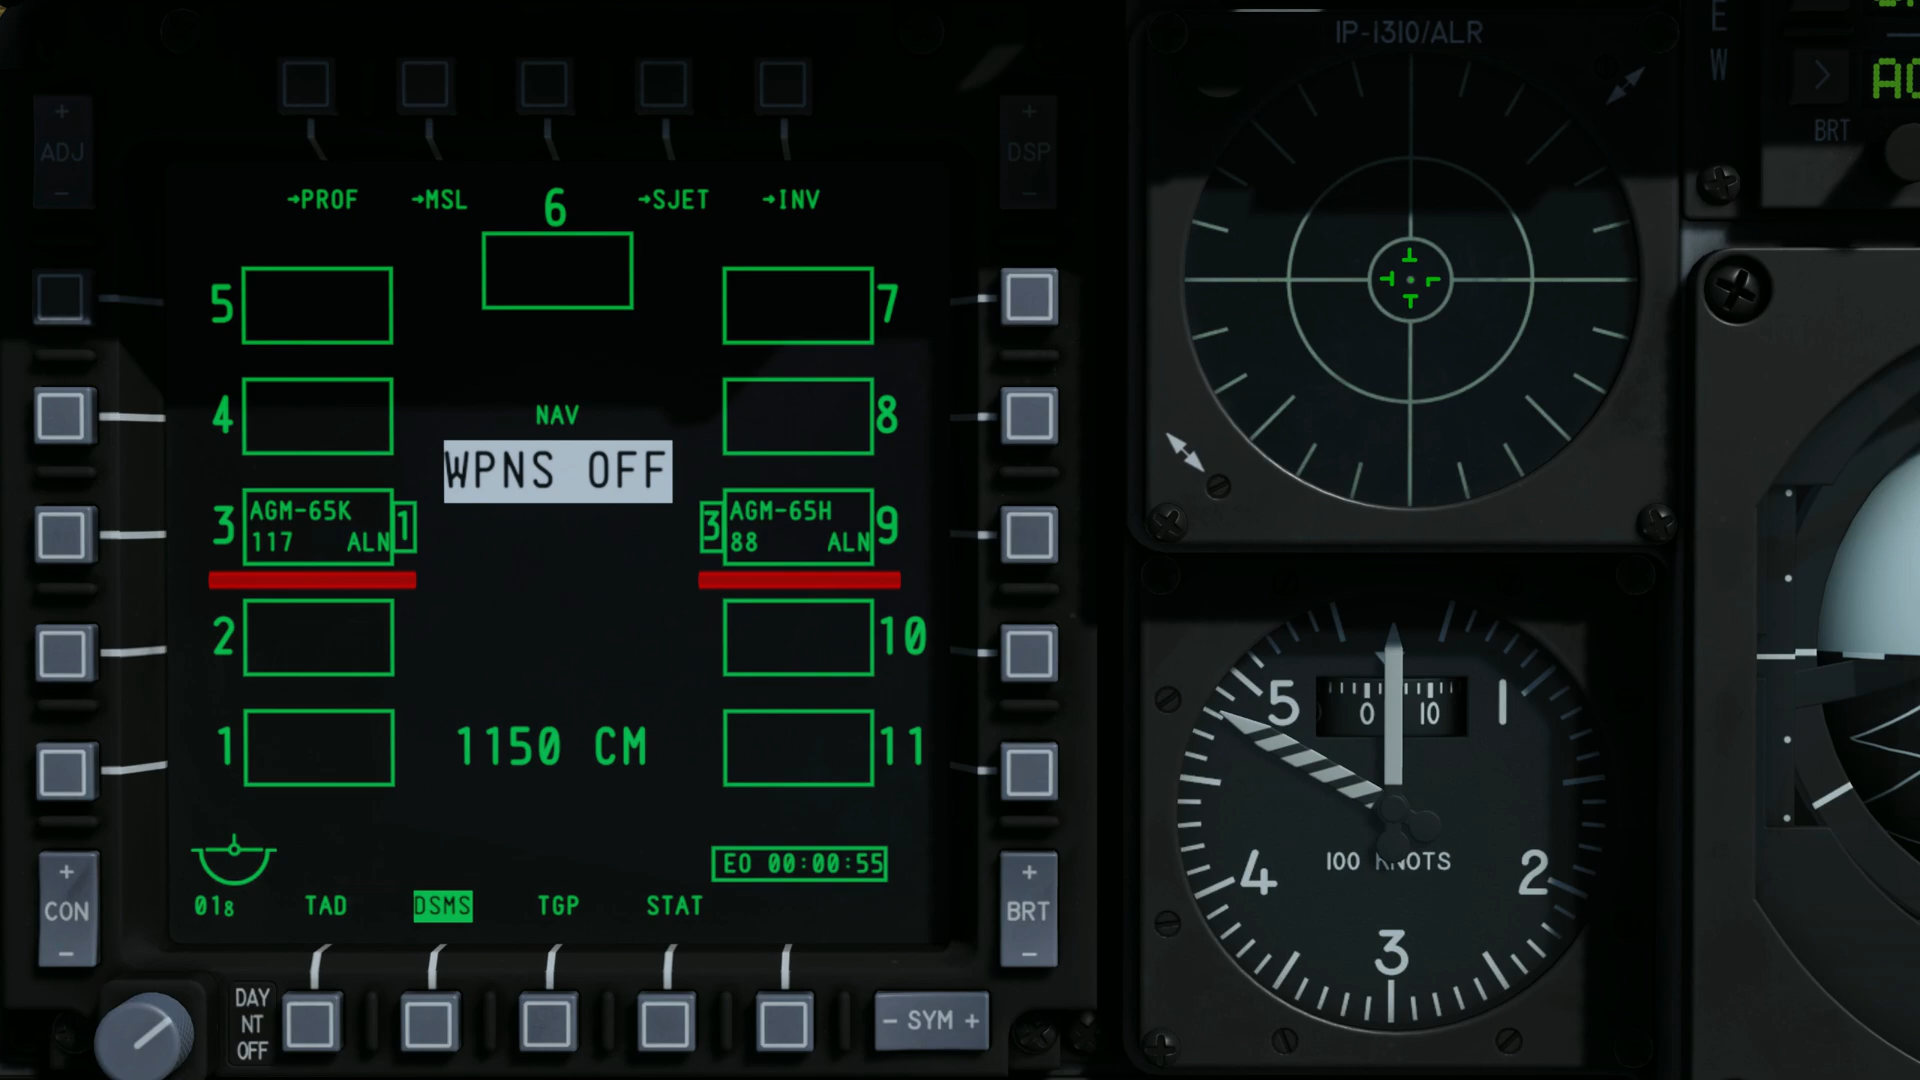 IP-1310/ALR
E
W
BRT
+
ADJ
-
+
DSP
-
→PROF →MSL 6 →SJET →INV
5 7
4 NAV 8
WPNS OFF
3 AGM-65K 1 3 AGM-65H 9
117 ALN 88 ALN
2 10
1 1150 CM 11
EO 00:00:55
018 TAD DSMS TGP STAT
+
CON
-
+
BRT
-
DAY
NT
OFF
- SYM +
5 0 10 1
4 100 KNOTS 2
3